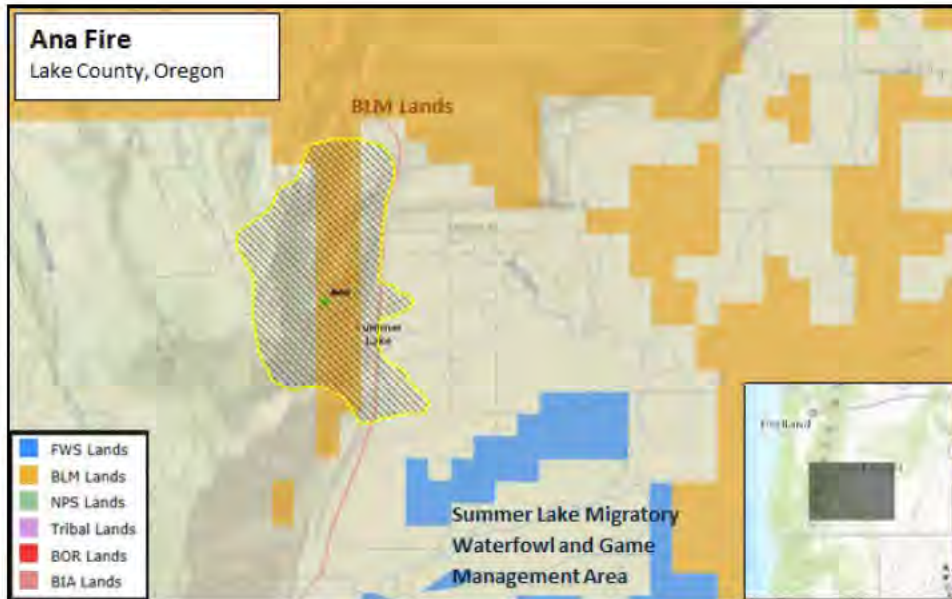 Ana Fire
Lake County, Oregon
BLM Lands
Summer
Lake
FWS Lands
BLM Lands
NPS Lands
Tribal Lands
BOR Lands
BIA Lands
Summer Lake Migratory
Waterfowl and Game
Management Area
Portland